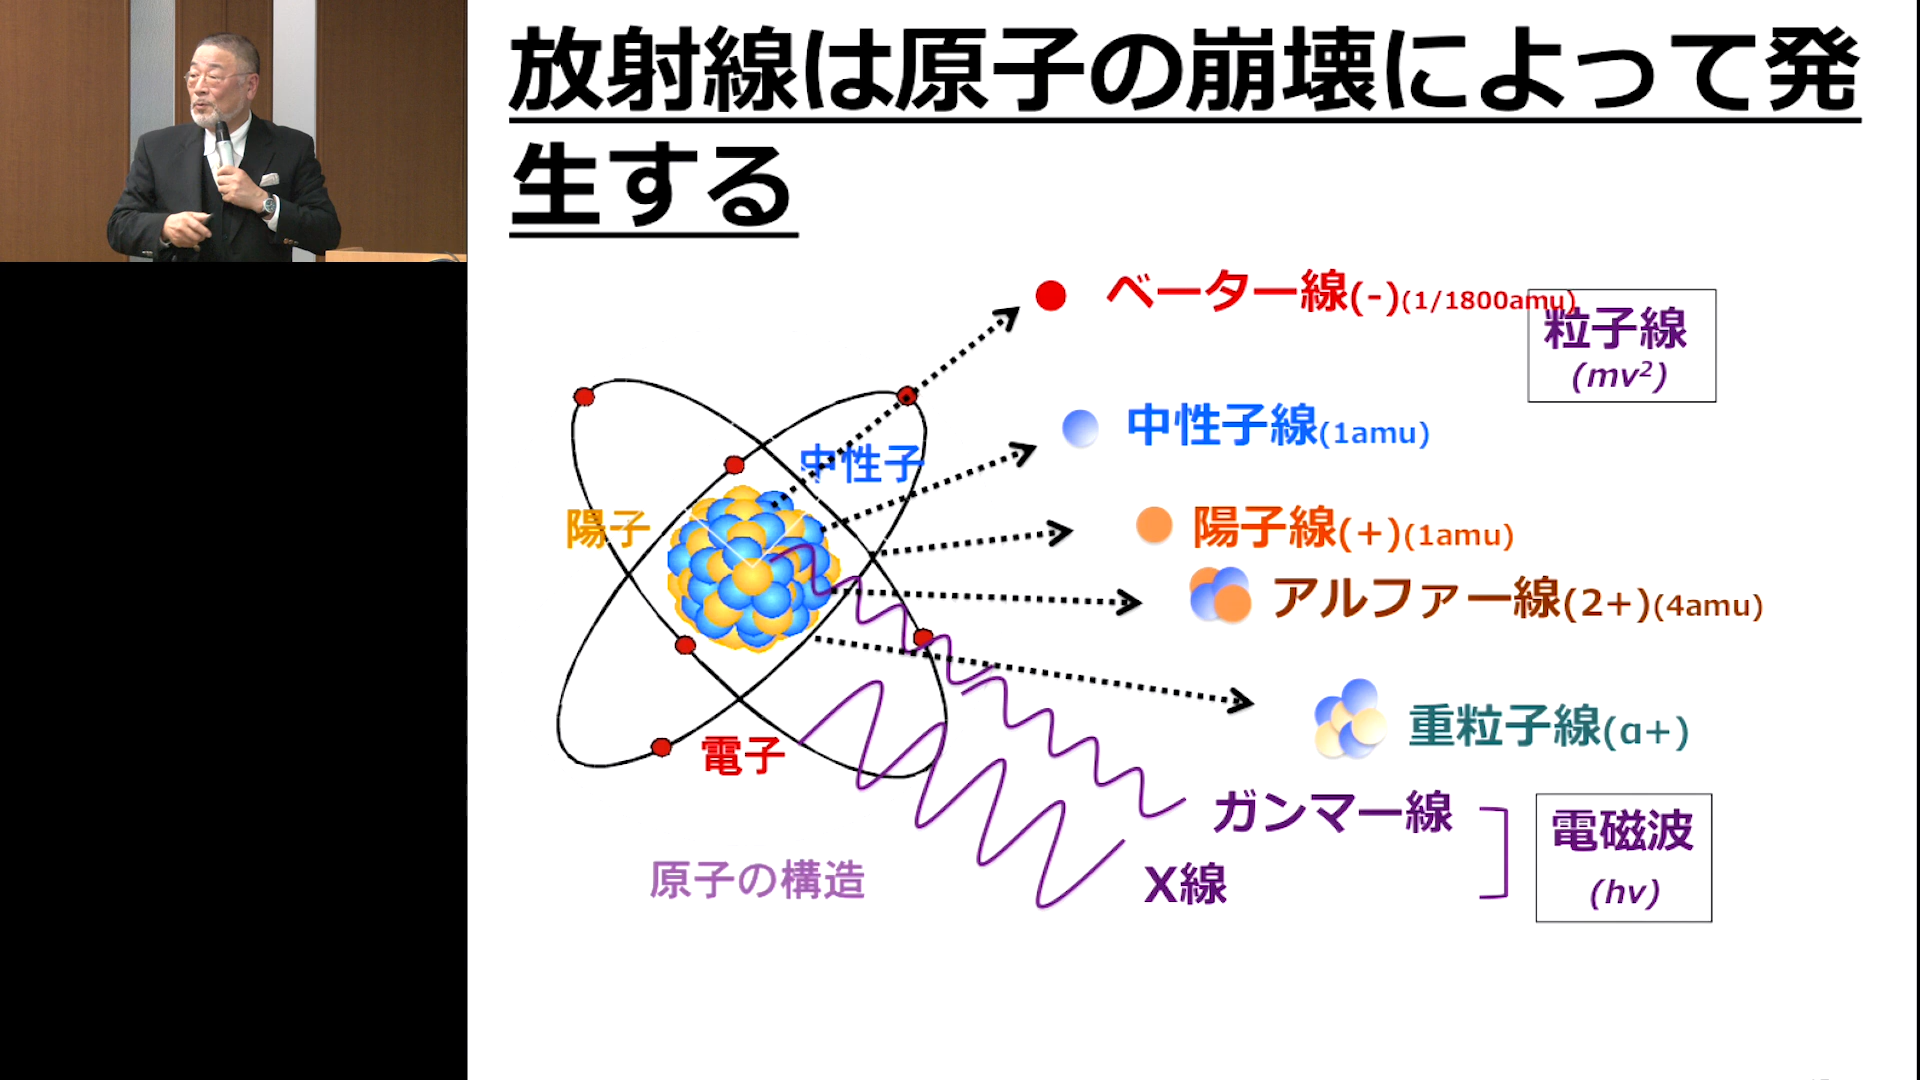 放射線は原子の崩壊によって発
生する
ベーター線(-)(1/1800amu)
粒子線
(mv²)
中性子線(1amu)
中性子
陽子
陽子線(+)(1amu)
アルファー線(2+)(4amu)
重粒子線(α+)
電子
ガンマー線
電磁波
(hv)
X線
原子の構造